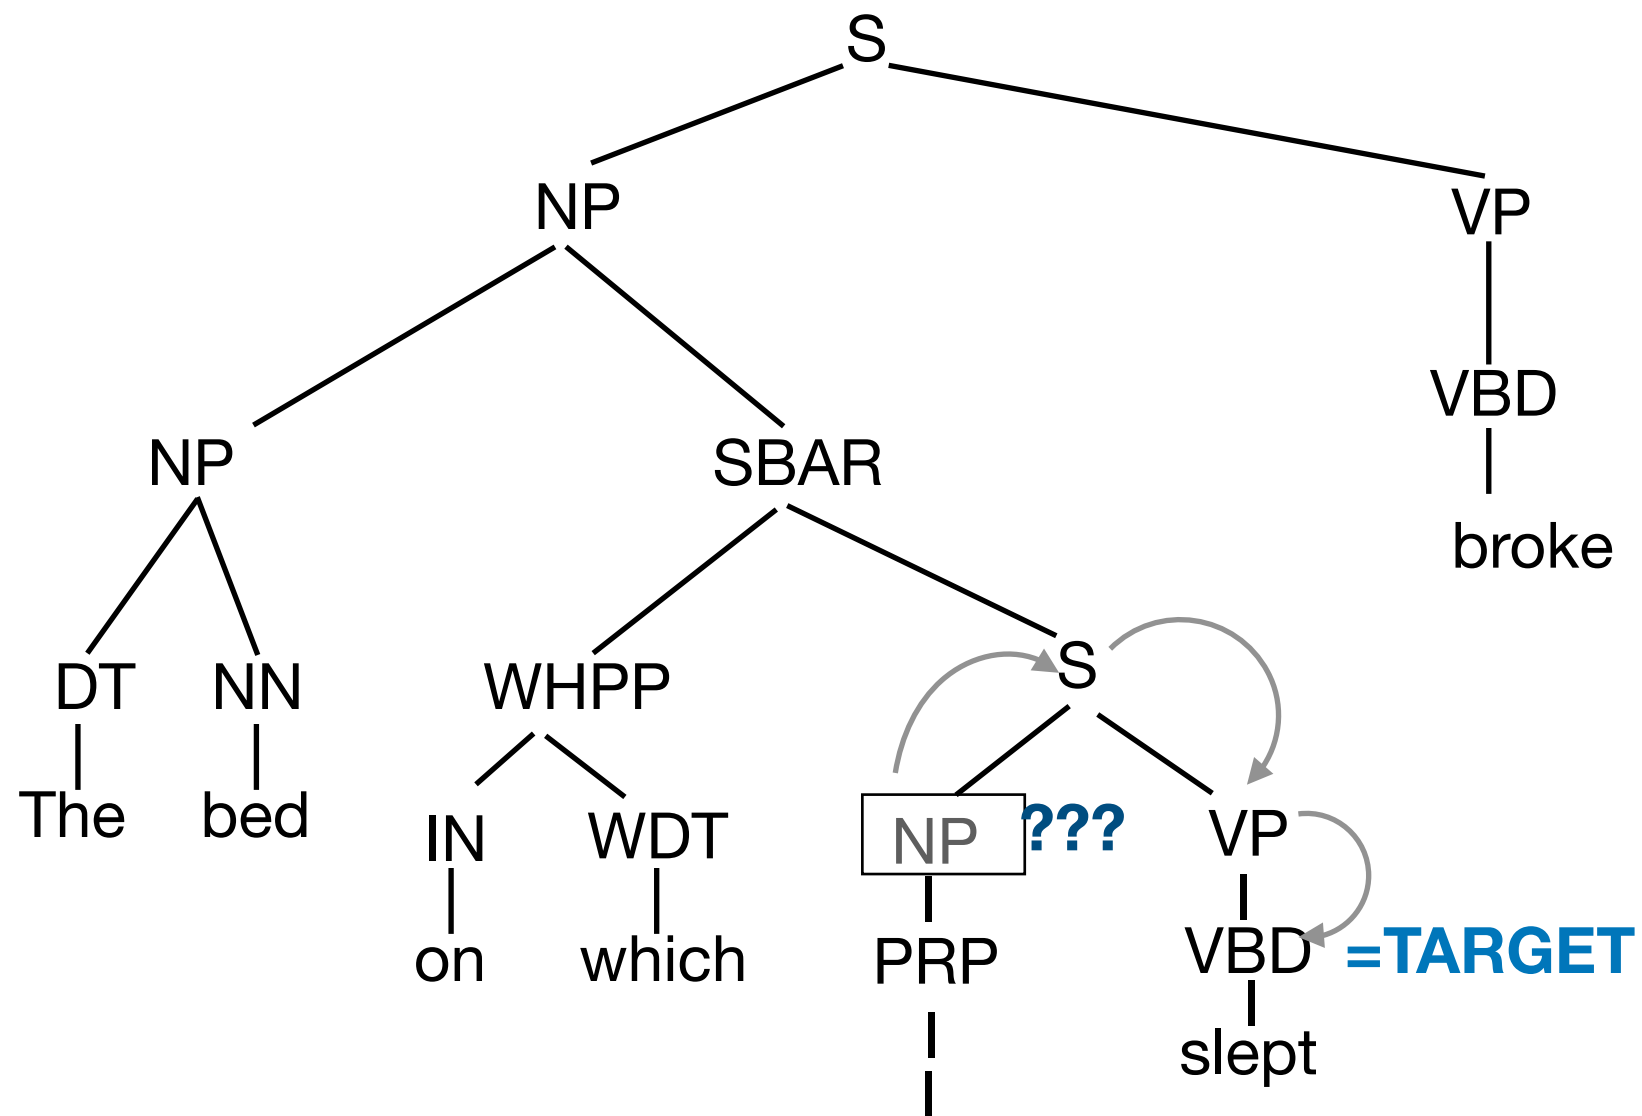 S
NP VP
VBD
NP SBAR
broke
S
DT NN WHPP
The bed IN WDT NP ??? VP
on which PRP VBD =TARGET
slept
I